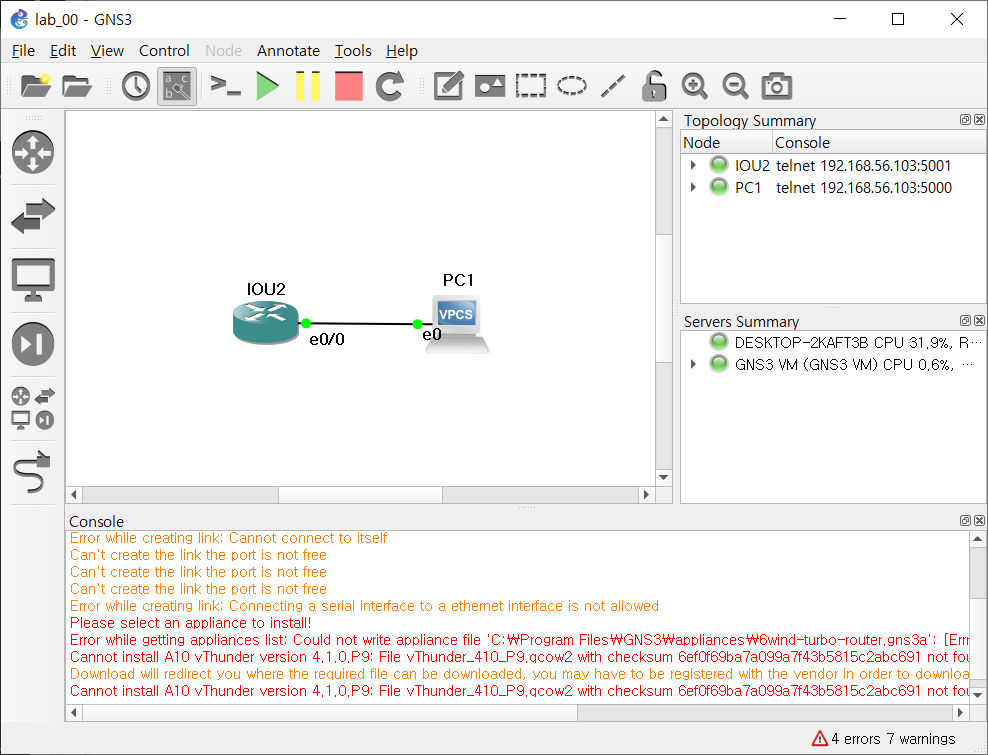 lab_00 - GNS3
File Edit View Control Node Annotate Tools Help
Topology Summary
Node Console
IOU2 telnet 192.168.56.103:5001
PC1 telnet 192.168.56.103:5000
IOU2
e0/0
PC1
VPCS
e0
Servers Summary
DESKTOP-2KAFT3B CPU 31.9%, R...
GNS3 VM (GNS3 VM) CPU 0.6%, ...
Console
Error while creating link: Cannot connect to itself
Can't create the link the port is not free
Can't create the link the port is not free
Can't create the link the port is not free
Error while creating link: Connecting a serial interface to a ethernet interface is not allowed
Please select an appliance to install!
Error while getting appliances list: Could not write appliance file 'C:₩Program Files₩GNS3₩appliances₩6wind-turbo-router.gns3a': [Err
Cannot install A10 vThunder version 4.1.0.P9: File vThunder_410_P9.qcow2 with checksum 6ef0f69ba7a099a7f43b5815c2abc691 not fou
Download will redirect you where the required file can be downloaded, you may have to be registered with the vendor in order to downloa
Cannot install A10 vThunder version 4.1.0.P9: File vThunder_410_P9.qcow2 with checksum 6ef0f69ba7a099a7f43b5815c2abc691 not fou
4 errors 7 warnings